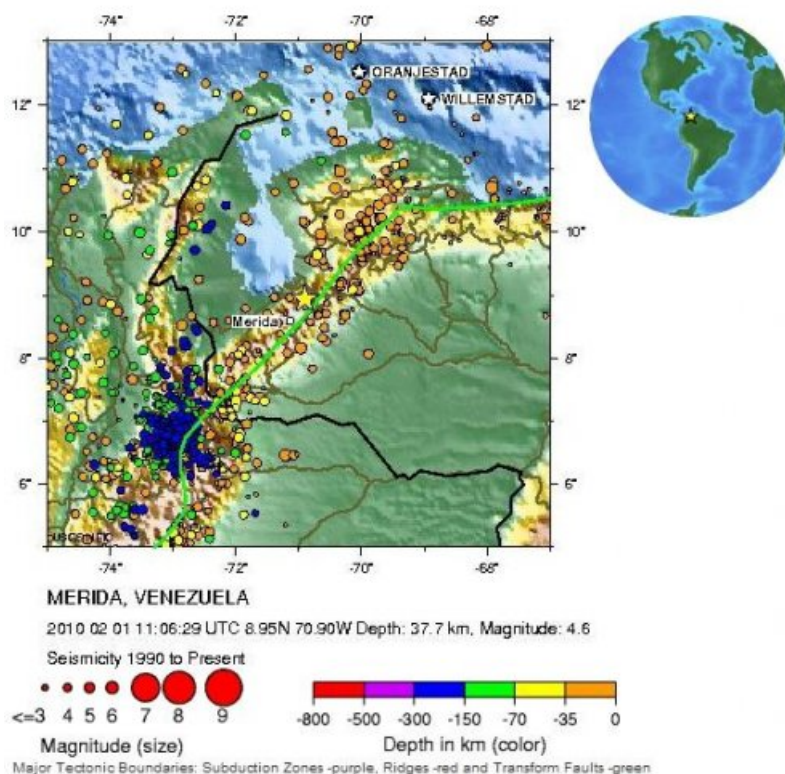 -74° -72° -70° -68°
ORANJESTAD
12° 12°
WILLEMSTAD
10° 10°
Merida
8° 8°
6° 6°
USGS NEIC
-74° -72° -70° -68°
MERIDA, VENEZUELA
2010 02 01 11:06:29 UTC 8.95N 70.90W Depth: 37.7 km, Magnitude: 4.6
Seismicity 1990 to Present
<=3 4 5 6 7 8 9
-800 -500 -300 -150 -70 -35 0
Magnitude (size)
Depth in km (color)
Major Tectonic Boundaries: Subduction Zones -purple, Ridges -red and Transform Faults -green